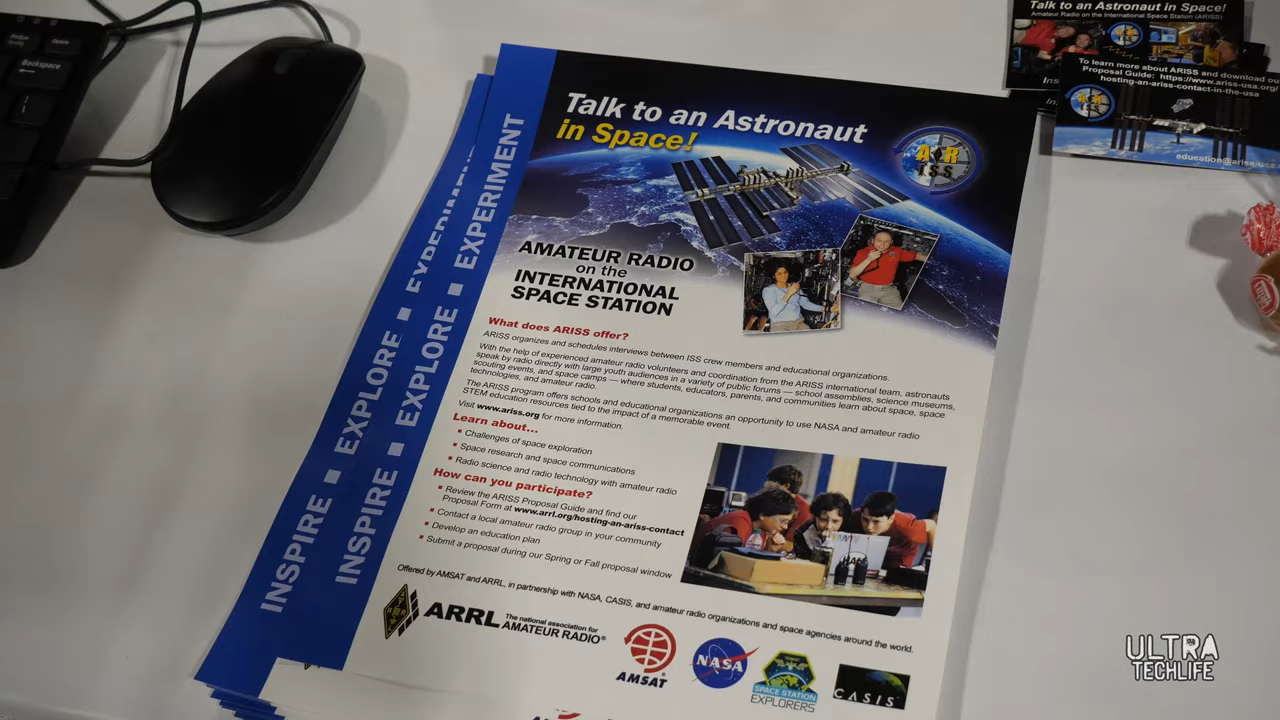 Backspace
Talk to an Astronaut
in Space!
ARISS
AMATEUR RADIO
on the
INTERNATIONAL
SPACE STATION
What does ARISS offer?
ARISS organizes and schedules interviews between ISS crew members and educational organizations.
With the help of experienced amateur radio volunteers and coordination from the ARISS international team, astronauts
speak by radio directly with large youth audiences in a variety of public forums — school assemblies, science museums,
scouting events, and space camps — where students, educators, parents, and communities learn about space, space
technologies, and amateur radio.
The ARISS program offers schools and educational organizations an opportunity to use NASA and amateur radio
STEM education resources tied to the impact of a memorable event.
Visit www.ariss.org for more information.
Learn about...
▪ Challenges of space exploration
▪ Space research and space communications
▪ Radio science and radio technology with amateur radio
How can you participate?
▪ Review the ARISS Proposal Guide and find our
Proposal Form at www.arrl.org/hosting-an-ariss-contact
▪ Contact a local amateur radio group in your community
▪ Develop an education plan
▪ Submit a proposal during our Spring or Fall proposal window
Offered by AMSAT and ARRL, in partnership with NASA, CASIS, and amateur radio organizations and space agencies around the world.
ARRL The national association for
AMATEUR RADIO®
AMSAT
NASA
SPACE STATION
EXPLORERS
CASIS
INSPIRE ■ EXPLORE ■ EXPERIMENT
INSPIRE ■ EXPLORE ■ EXPERIMENT
Talk to an Astronaut in Space!
Amateur Radio on the International Space Station (ARISS)
To learn more about ARISS and download ou
Proposal Guide: https://www.ariss-usa.org/
hosting-an-ariss-contact-in-the-usa
ARISS
education@ariss-usa
ULTRA
TECHLIFE